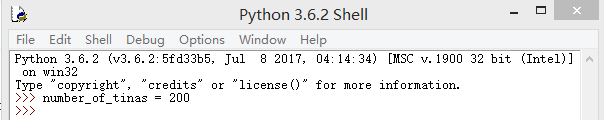 Python 3.6.2 Shell
File Edit Shell Debug Options Window Help
Python 3.6.2 (v3.6.2:5fd33b5, Jul  8 2017, 04:14:34) [MSC v.1900 32 bit (Intel)]
 on win32
Type "copyright", "credits" or "license()" for more information.
>>> number_of_tinas = 200
>>>